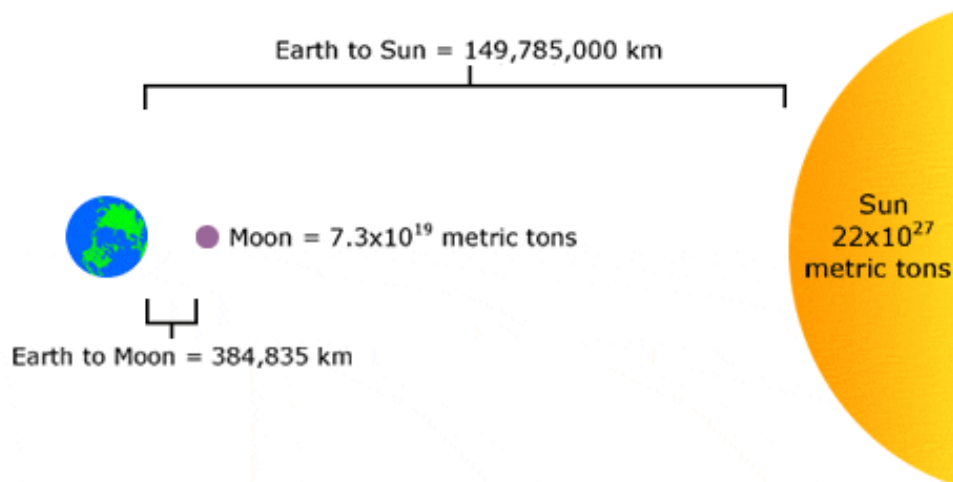 Earth to Sun = 149,785,000 km
Moon = 7.3x10¹⁹ metric tons
Sun
22x10²⁷
metric tons
Earth to Moon = 384,835 km